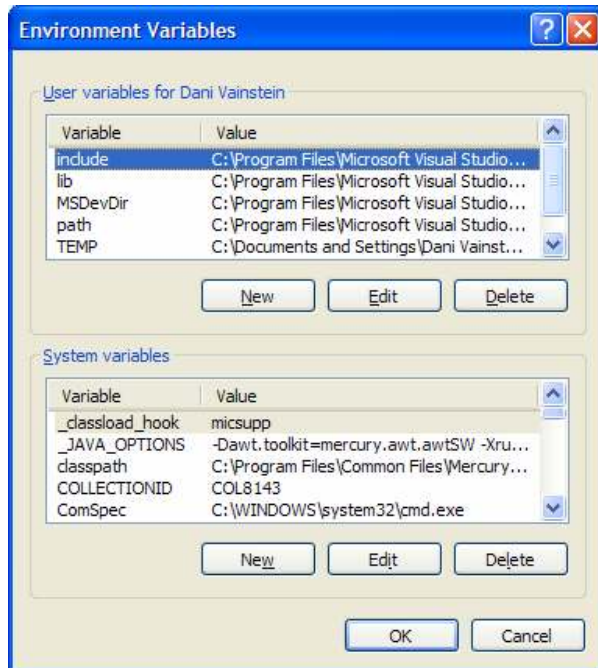 Environment Variables
User variables for Dani Vainstein
Variable Value
include C:\Program Files\Microsoft Visual Studio...
lib C:\Program Files\Microsoft Visual Studio...
MSDevDir C:\Program Files\Microsoft Visual Studio...
path C:\Program Files\Microsoft Visual Studio...
TEMP C:\Documents and Settings\Dani Vainst...
New Edit Delete
System variables
Variable Value
_classload_hook micsupp
_JAVA_OPTIONS -Dawt.toolkit=mercury.awt.awtSW -Xru...
classpath C:\Program Files\Common Files\Mercury...
COLLECTIONID COL8143
ComSpec C:\WINDOWS\system32\cmd.exe
New Edit Delete
OK Cancel